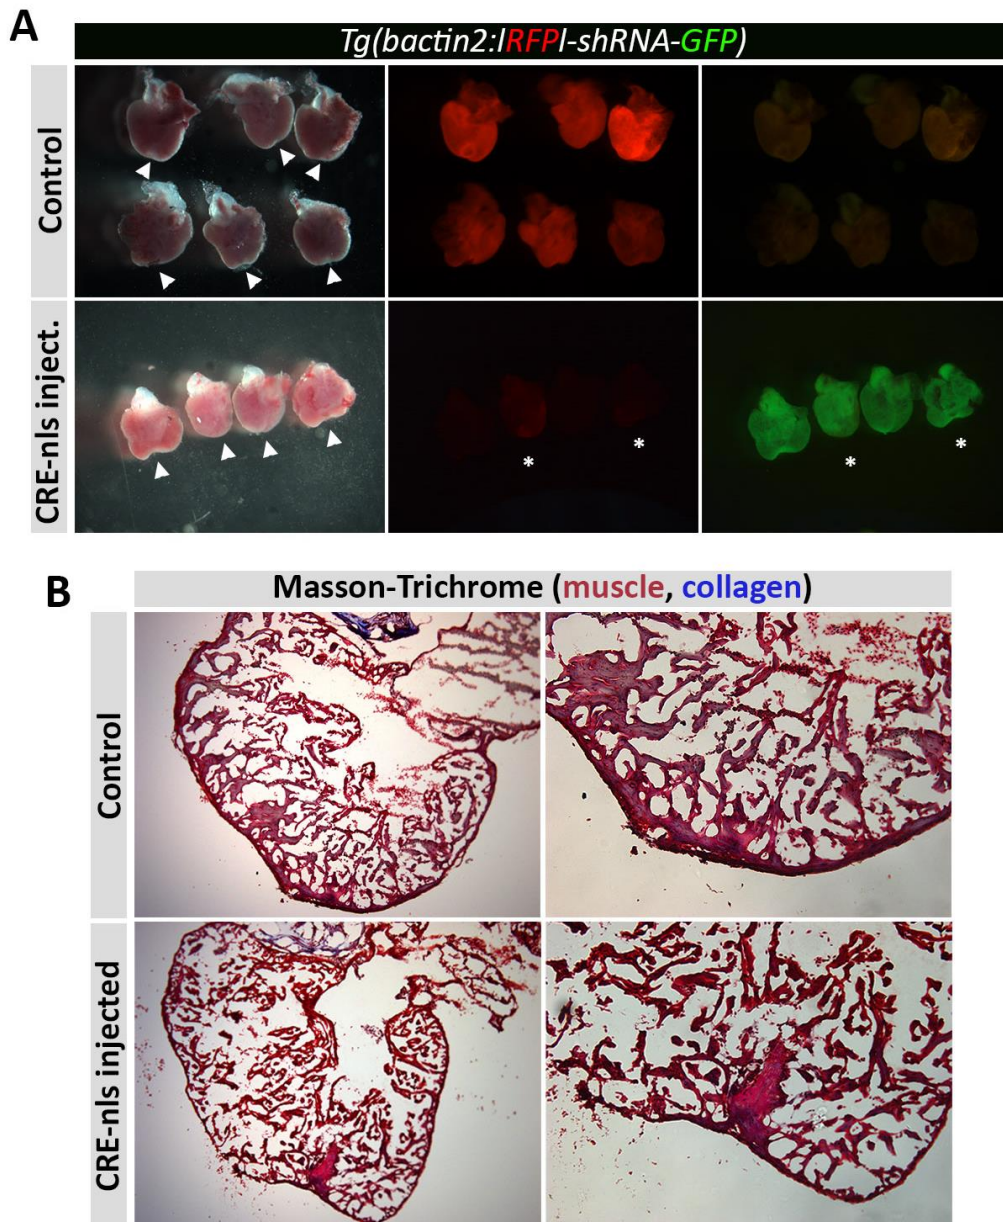 A
Tg(bactin2:lRFPl-shRNA-GFP)
Control
CRE-nls inject.
*
*
*
*
B
Masson-Trichrome (muscle, collagen)
Control
CRE-nls injected